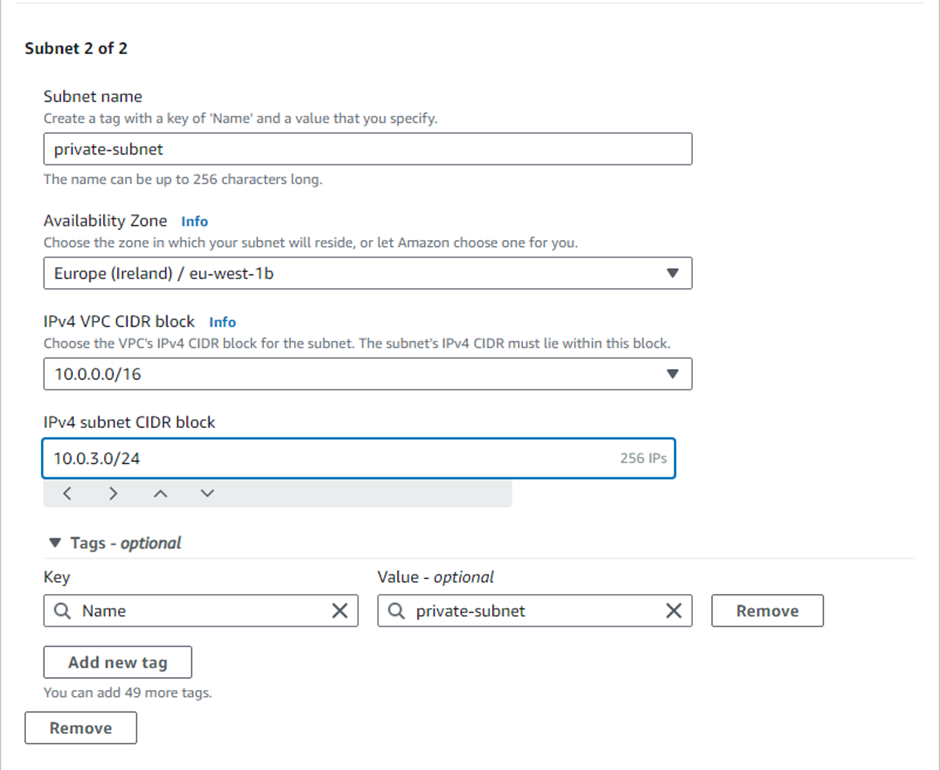 Subnet 2 of 2
Subnet name
Create a tag with a key of 'Name' and a value that you specify.
private-subnet
The name can be up to 256 characters long.
Availability Zone Info
Choose the zone in which your subnet will reside, or let Amazon choose one for you.
Europe (Ireland) / eu-west-1b
IPv4 VPC CIDR block Info
Choose the VPC's IPv4 CIDR block for the subnet. The subnet's IPv4 CIDR must lie within this block.
10.0.0.0/16
IPv4 subnet CIDR block
10.0.3.0/24 256 IPs
Tags - optional
Key Value - optional
Name private-subnet Remove
Add new tag
You can add 49 more tags.
Remove